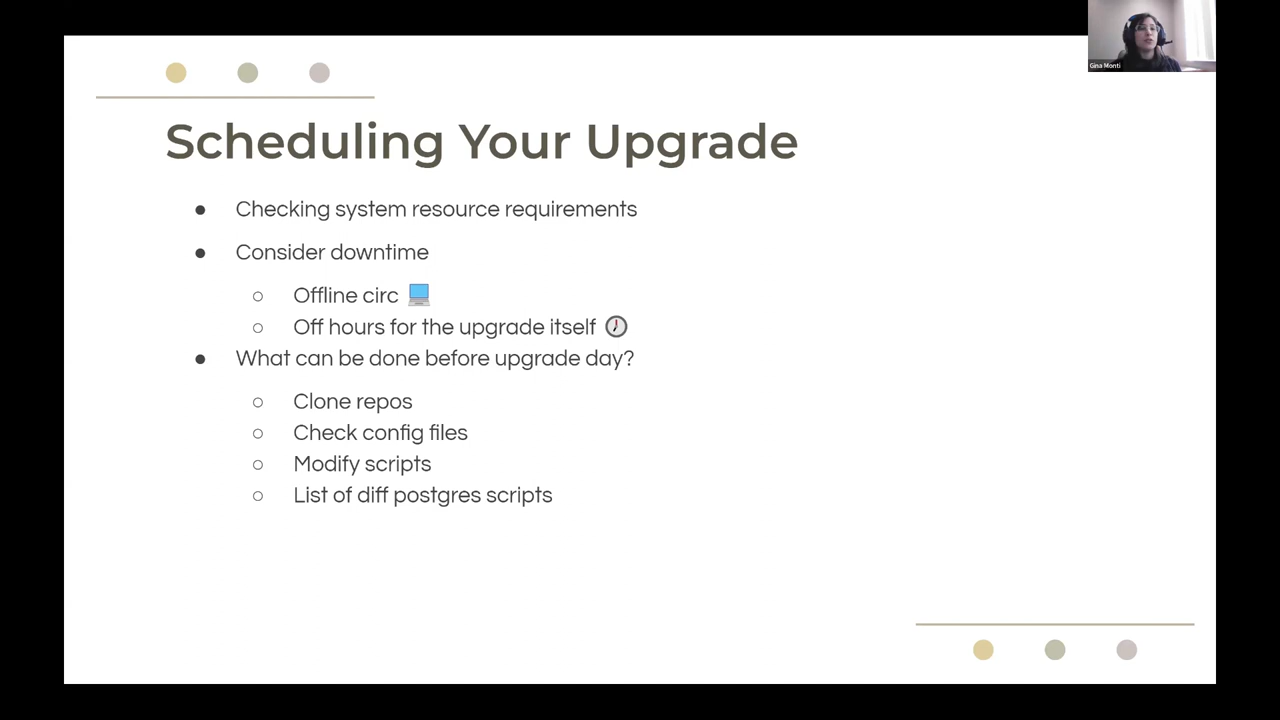 Gina Monti
Scheduling Your Upgrade
● Checking system resource requirements
● Consider downtime
○ Offline circ 💻
○ Off hours for the upgrade itself 🕖
● What can be done before upgrade day?
○ Clone repos
○ Check config files
○ Modify scripts
○ List of diff postgres scripts